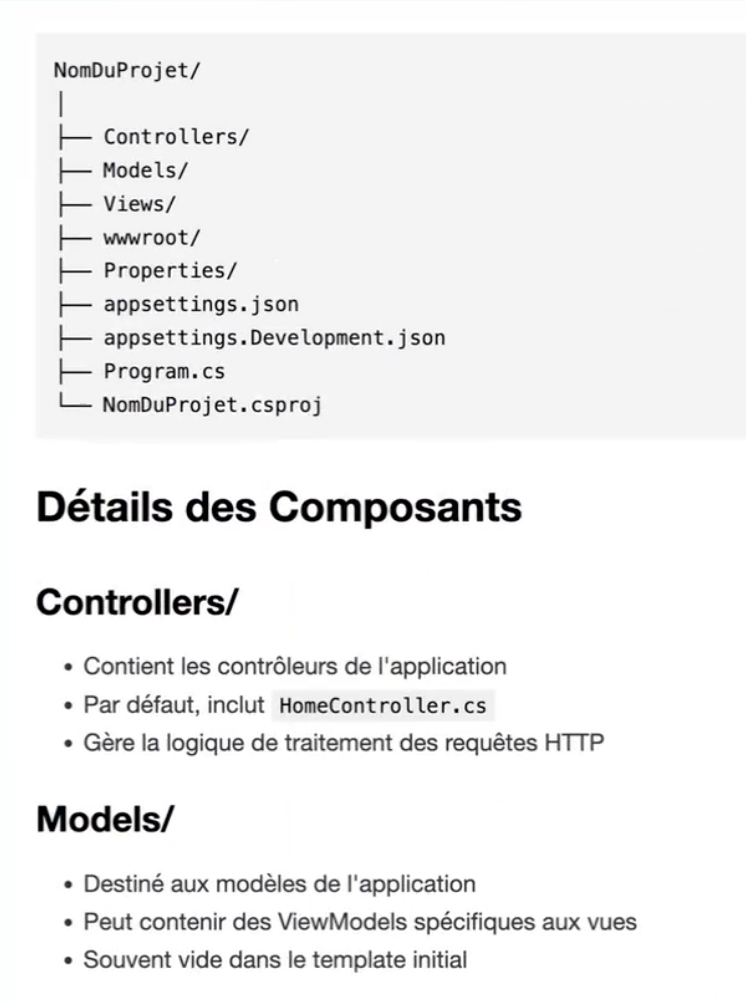 NomDuProjet/
│
├── Controllers/
├── Models/
├── Views/
├── wwwroot/
├── Properties/
├── appsettings.json
├── appsettings.Development.json
├── Program.cs
└── NomDuProjet.csproj
Détails des Composants
Controllers/
• Contient les contrôleurs de l'application
• Par défaut, inclut HomeController.cs
• Gère la logique de traitement des requêtes HTTP
Models/
• Destiné aux modèles de l'application
• Peut contenir des ViewModels spécifiques aux vues
• Souvent vide dans le template initial